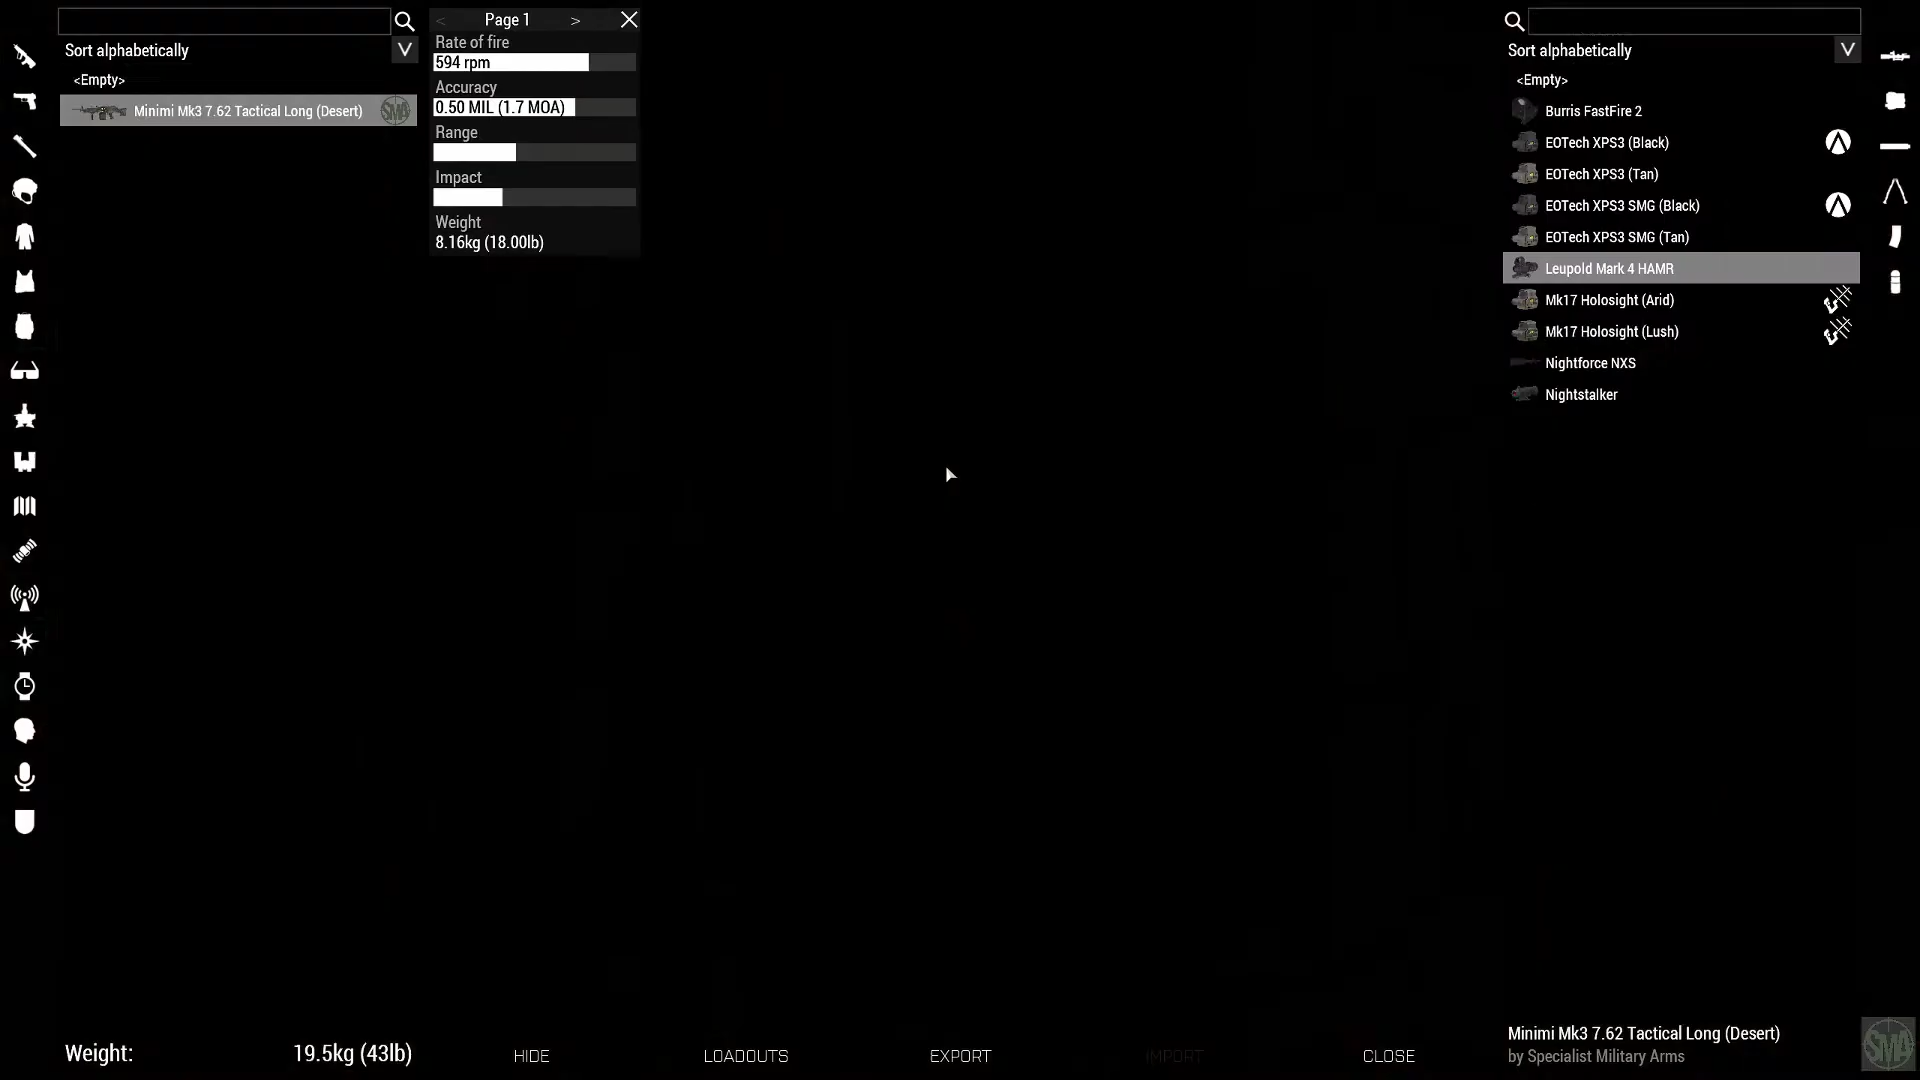 Sort alphabetically
V
<Empty>
Minimi Mk3 7.62 Tactical Long (Desert)
SMA
< Page 1 >
Rate of fire
594 rpm
Accuracy
0.50 MIL (1.7 MOA)
Range
Impact
Weight
8.16kg (18.00lb)
Sort alphabetically
V
<Empty>
Burris FastFire 2
EOTech XPS3 (Black)
EOTech XPS3 (Tan)
EOTech XPS3 SMG (Black)
EOTech XPS3 SMG (Tan)
Leupold Mark 4 HAMR
Mk17 Holosight (Arid)
Mk17 Holosight (Lush)
Nightforce NXS
Nightstalker
Weight: 19.5kg (43lb)
HIDE
LOADOUTS
EXPORT
IMPORT
CLOSE
Minimi Mk3 7.62 Tactical Long (Desert)
by Specialist Military Arms
SMA